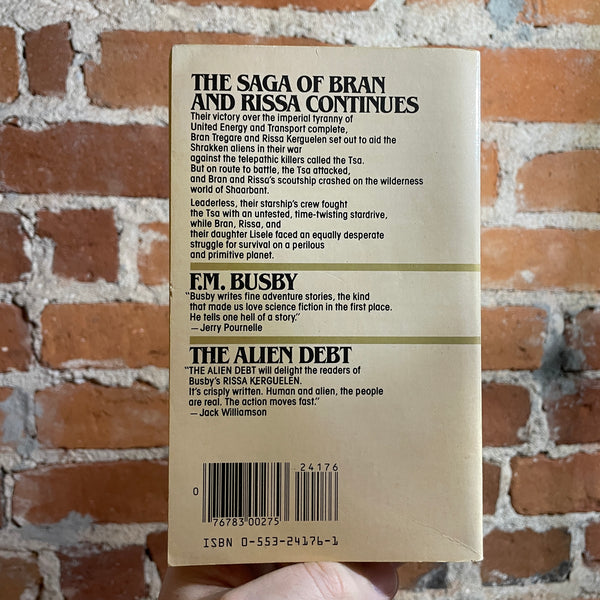 THE SAGA OF BRAN
AND RISSA CONTINUES
Their victory over the imperial tyranny of
United Energy and Transport complete,
Bran Tregare and Rissa Kerguelen set out to aid the
Shrakken aliens in their war
against the telepathic killers called the Tsa.
But on route to battle, the Tsa attacked,
and Bran and Rissa's scoutship crashed on the wilderness
world of Shaarbant.
Leaderless, their starship's crew fought
the Tsa with an untested, time-twisting stardrive,
while Bran, Rissa, and
their daughter Lisele faced an equally desperate
struggle for survival on a perilous
and primitive planet.
F.M. BUSBY
"Busby writes fine adventure stories, the kind
that made us love science fiction in the first place.
He tells one hell of a story."
—Jerry Pournelle
THE ALIEN DEBT
"THE ALIEN DEBT will delight the readers of
Busby's RISSA KERGUELEN.
It's crisply written. Human and alien, the people
are real. The action moves fast."
—Jack Williamson
24176
0
76783 00275
ISBN 0-553-24176-1